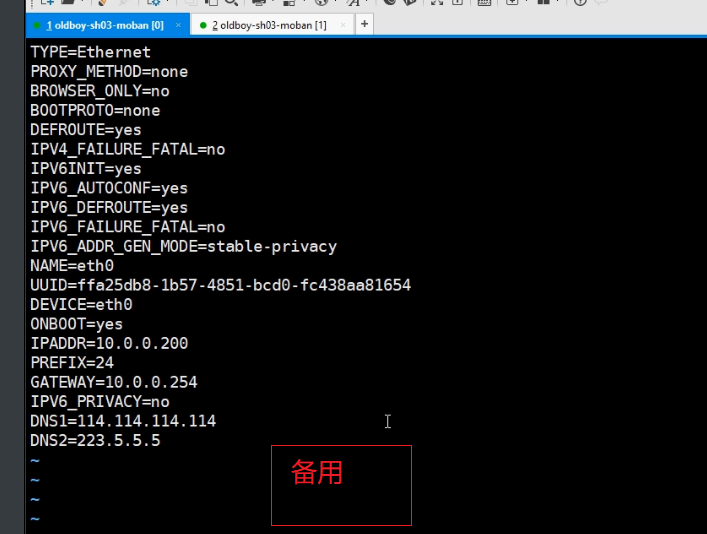 1 oldboy-sh03-moban [0] × 2 oldboy-sh03-moban [1] × +
TYPE=Ethernet
PROXY_METHOD=none
BROWSER_ONLY=no
BOOTPROTO=none
DEFROUTE=yes
IPV4_FAILURE_FATAL=no
IPV6INIT=yes
IPV6_AUTOCONF=yes
IPV6_DEFROUTE=yes
IPV6_FAILURE_FATAL=no
IPV6_ADDR_GEN_MODE=stable-privacy
NAME=eth0
UUID=ffa25db8-1b57-4851-bcd0-fc438aa81654
DEVICE=eth0
ONBOOT=yes
IPADDR=10.0.0.200
PREFIX=24
GATEWAY=10.0.0.254
IPV6_PRIVACY=no
DNS1=114.114.114.114
DNS2=223.5.5.5
~
~ 备用
~
~